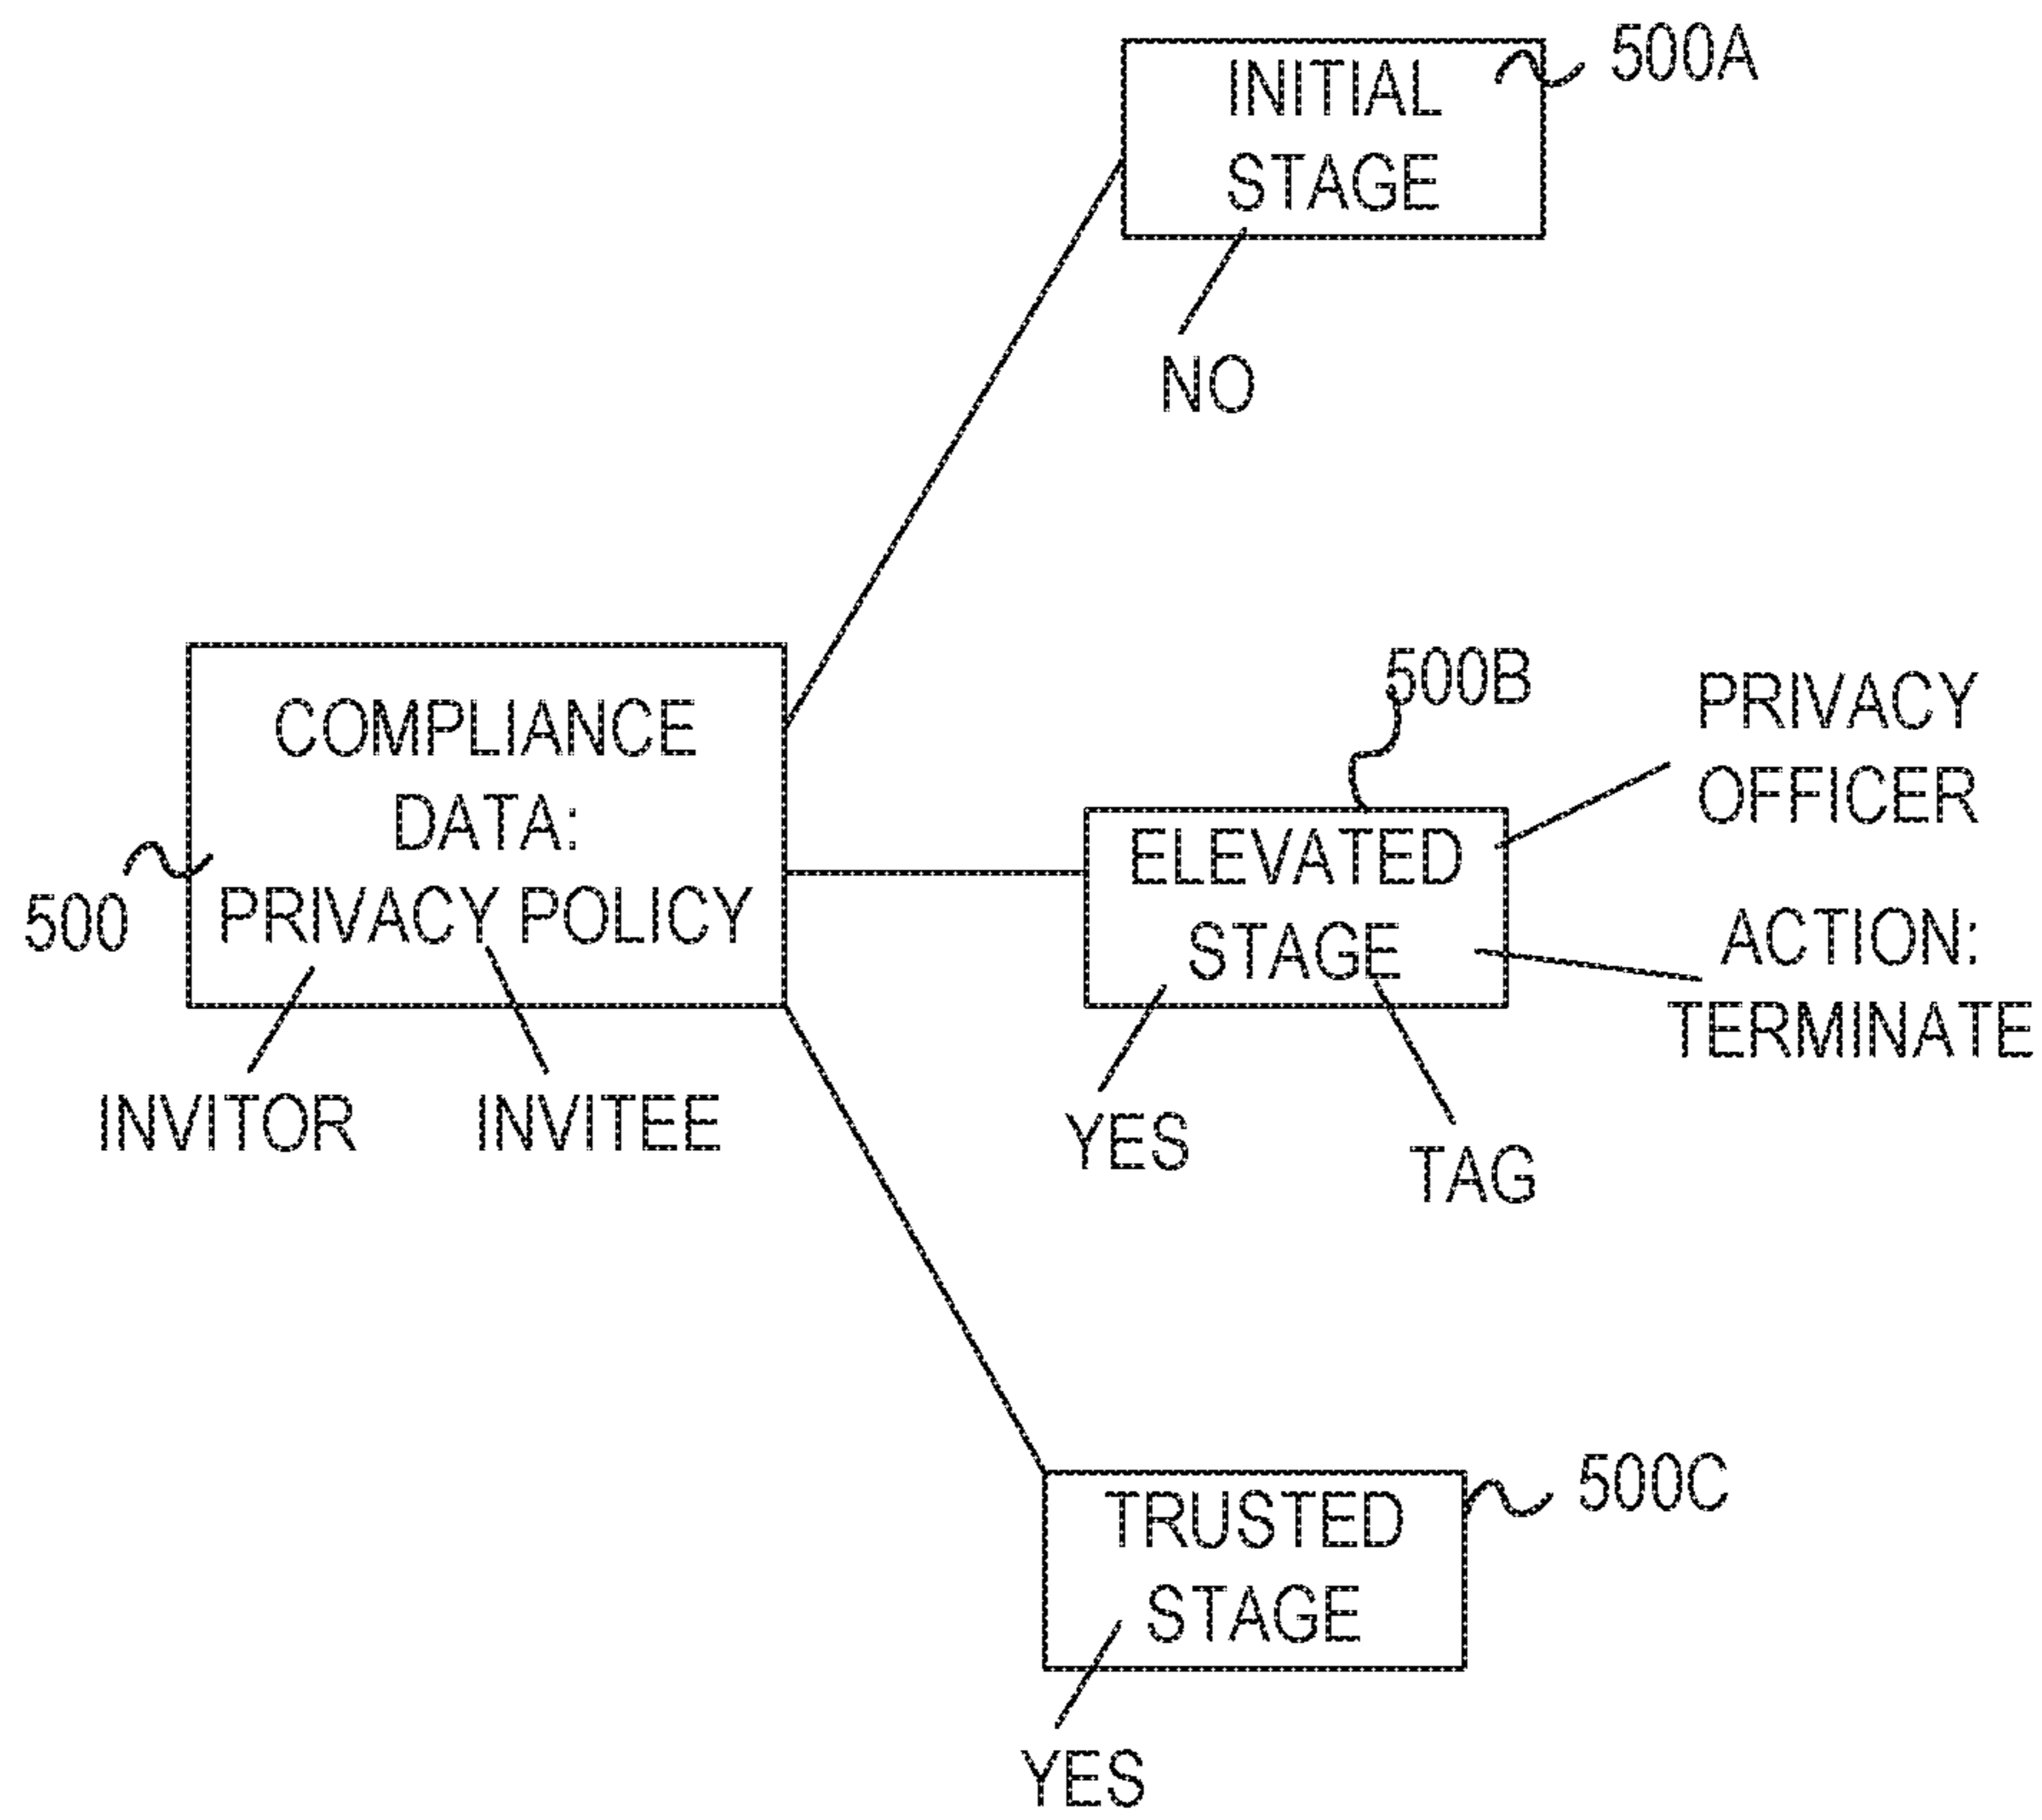 500A
INITIAL
STAGE
NO
COMPLIANCE
DATA:
PRIVACY POLICY
500
INVITOR
INVITEE
500B
PRIVACY
OFFICER
ELEVATED
STAGE
ACTION:
TERMINATE
YES
TAG
500C
TRUSTED
STAGE
YES